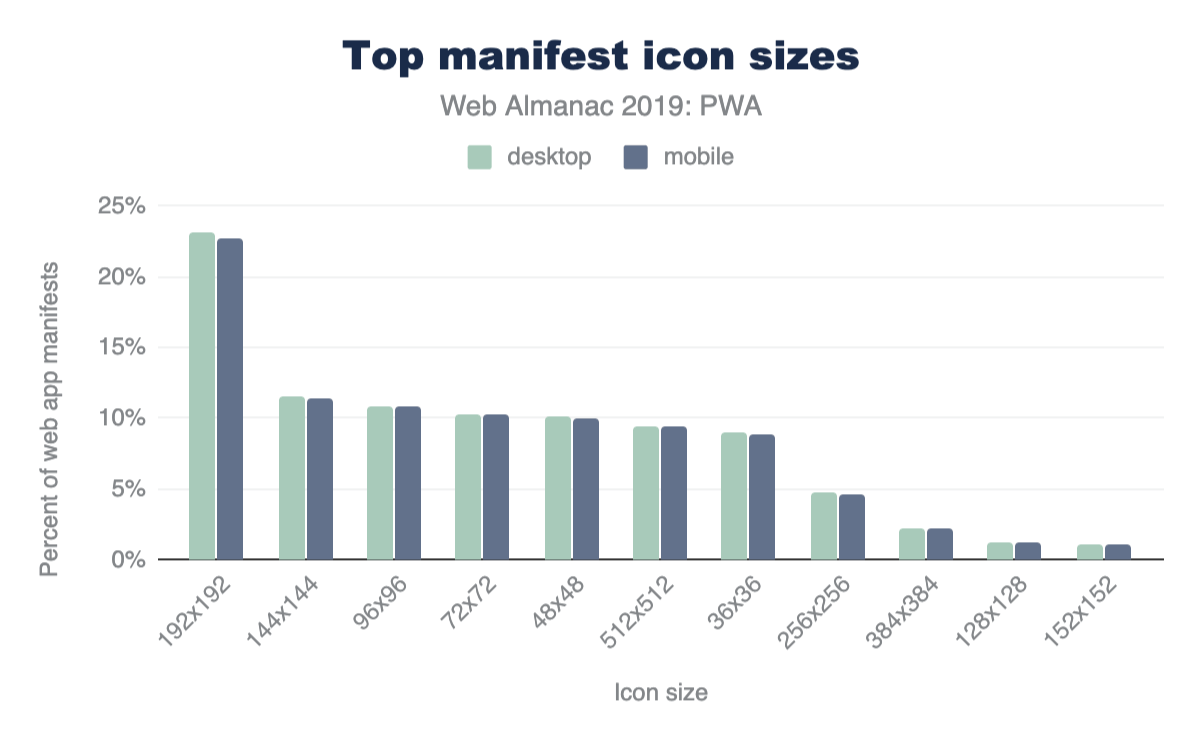 Top manifest icon sizes
Web Almanac 2019: PWA
desktop
mobile
25%
20%
15%
10%
5%
0%
Percent of web app manifests
192x192
144x144
96x96
72x72
48x48
512x512
36x36
256x256
384x384
128x128
152x152
Icon size